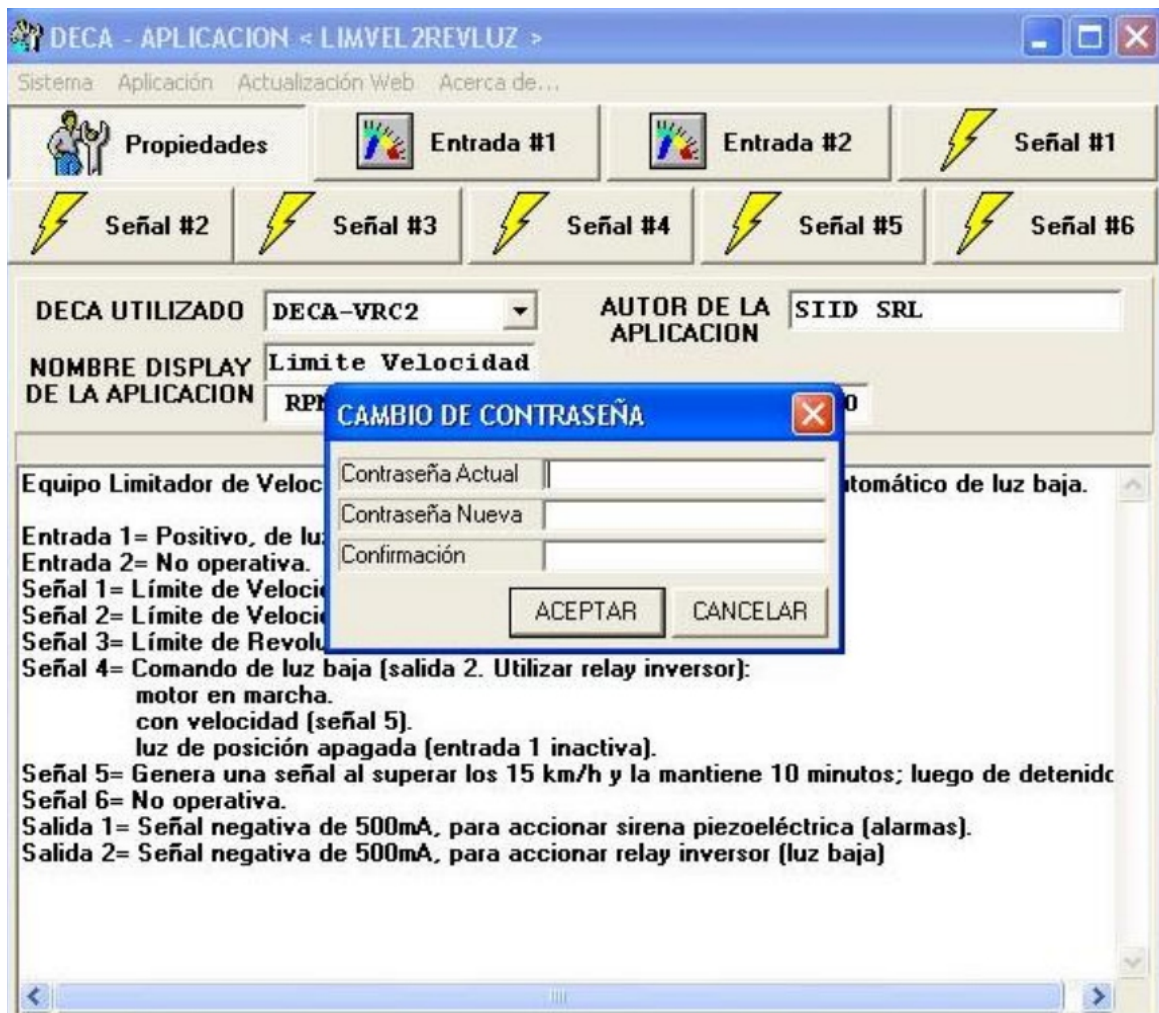 DECA - APLICACION < LIMVEL2REVLUZ >
Sistema Aplicación Actualización Web Acerca de...
Propiedades Entrada #1 Entrada #2 Señal #1
Señal #2 Señal #3 Señal #4 Señal #5 Señal #6
DECA UTILIZADO DECA-VRC2 AUTOR DE LA APLICACION SIID SRL
NOMBRE DISPLAY DE LA APLICACION Limite Velocidad
CAMBIO DE CONTRASEÑA
Contraseña Actual
Contraseña Nueva
Confirmación
ACEPTAR CANCELAR
Equipo Limitador de de luz baja.
Entrada 1= Positivo, de
Entrada 2= No operativa.
Señal 1= Límite de
Señal 2= Límite de
Señal 3= Límite de
Señal 4= Comando de luz baja (salida 2. Utilizar relay inversor):
motor en marcha.
con velocidad (señal 5).
luz de posición apagada (entrada 1 inactiva).
Señal 5= Genera una señal al superar los 15 km/h y la mantiene 10 minutos; luego de
Señal 6= No operativa.
Salida 1= Señal negativa de 500mA, para accionar sirena piezoeléctrica (alarmas).
Salida 2= Señal negativa de 500mA, para accionar relay inversor (luz baja)